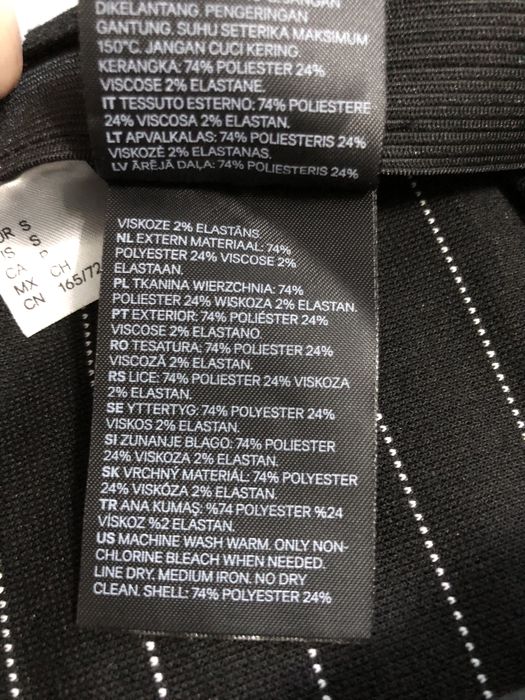 DIKELANTANG. PENGERINGAN
GANTUNG. SUHU SETERIKA MAKSIMUM
150°C. JANGAN CUCI KERING.
KERANGKA: 74% POLIESTER 24%
VISCOSE 2% ELASTANE.
IT TESSUTO ESTERNO: 74% POLIESTERE
24% VISCOSA 2% ELASTAN.
LT APVALKALAS: 74% POLIESTERIS 24%
VISKOZĖ 2% ELASTANAS.
LV ĀRĒJĀ DAĻA: 74% POLIESTERIS 24%
VISKOZE 2% ELASTĀNS.
NL EXTERN MATERIAAL: 74%
POLYESTER 24% VISCOSE 2%
ELASTAAN.
PL TKANINA WIERZCHNIA: 74%
POLIESTER 24% WISKOZA 2% ELASTAN.
PT EXTERIOR: 74% POLIÉSTER 24%
VISCOSE 2% ELASTANO.
RO TESATURA: 74% POLIESTER 24%
VISCOZĂ 2% ELASTAN.
RS LICE: 74% POLIESTER 24% VISKOZA
2% ELASTAN.
SE YTTERTYG: 74% POLYESTER 24%
VISKOS 2% ELASTAN.
SI ZUNANJE BLAGO: 74% POLIESTER
24% VISKOZA 2% ELASTAN.
SK VRCHNÝ MATERIÁL: 74% POLYESTER
24% VISKÓZA 2% ELASTAN.
TR ANA KUMAŞ: %74 POLYESTER %24
VİSKOZ %2 ELASTAN.
US MACHINE WASH WARM. ONLY NON-
CHLORINE BLEACH WHEN NEEDED.
LINE DRY. MEDIUM IRON. NO DRY
CLEAN. SHELL: 74% POLYESTER 24%
S
S
CA
MX CH
CN 165/72